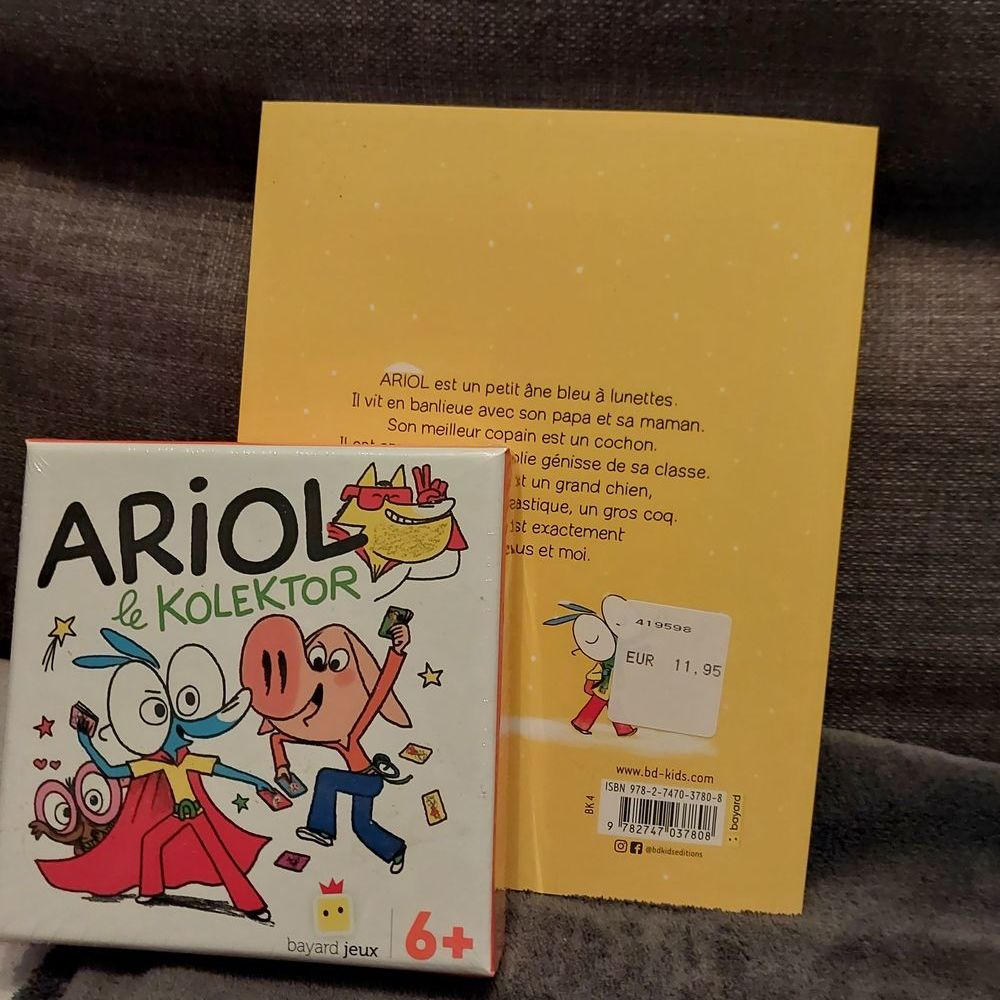 ARIOL est un petit âne bleu à lunettes.
Il vit en banlieue avec son papa et sa maman.
Son meilleur copain est un cochon.
Il
jolie génisse de sa classe.
un grand chien,
un gros coq.
exactement
et moi.
ARiOL
le KOLEKTOR
bayard jeux
6+
419598
EUR 11,95
www.bd-kids.com
BK 4
ISBN 978-2-7470-3780-8
9 782747 037808
bayard
@bdkidseditions